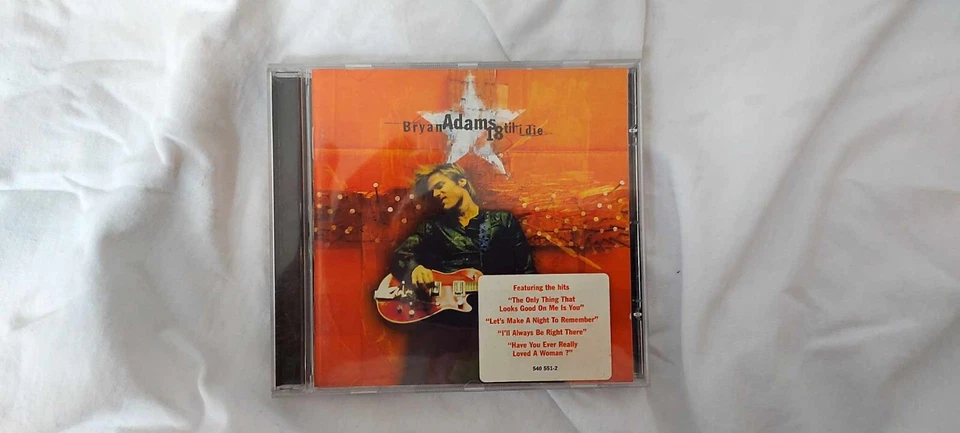 Bryan Adams 18 til i die
Featuring the hits
"The Only Thing That
Looks Good On Me Is You"
"Let's Make A Night To Remember"
"I'll Always Be Right There"
"Have You Ever Really
Loved A Woman ?"
540 551-2